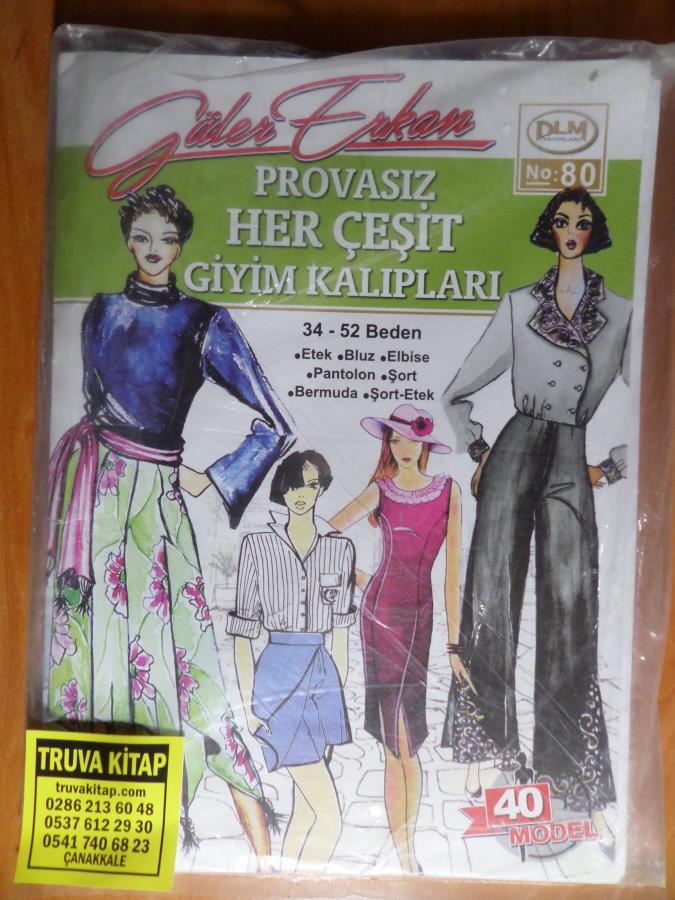 Güler Erkan
DLM
YAYINLARI
No: 80
PROVASIZ
HER ÇEŞİT
GİYİM KALIPLARI
34 - 52 Beden
•Etek •Bluz •Elbise
•Pantolon •Şort
•Bermuda •Şort-Etek
40
MODEL
TRUVA KİTAP
truvakitap.com
0286 213 60 48
0537 612 29 30
0541 740 68 23
ÇANAKKALE